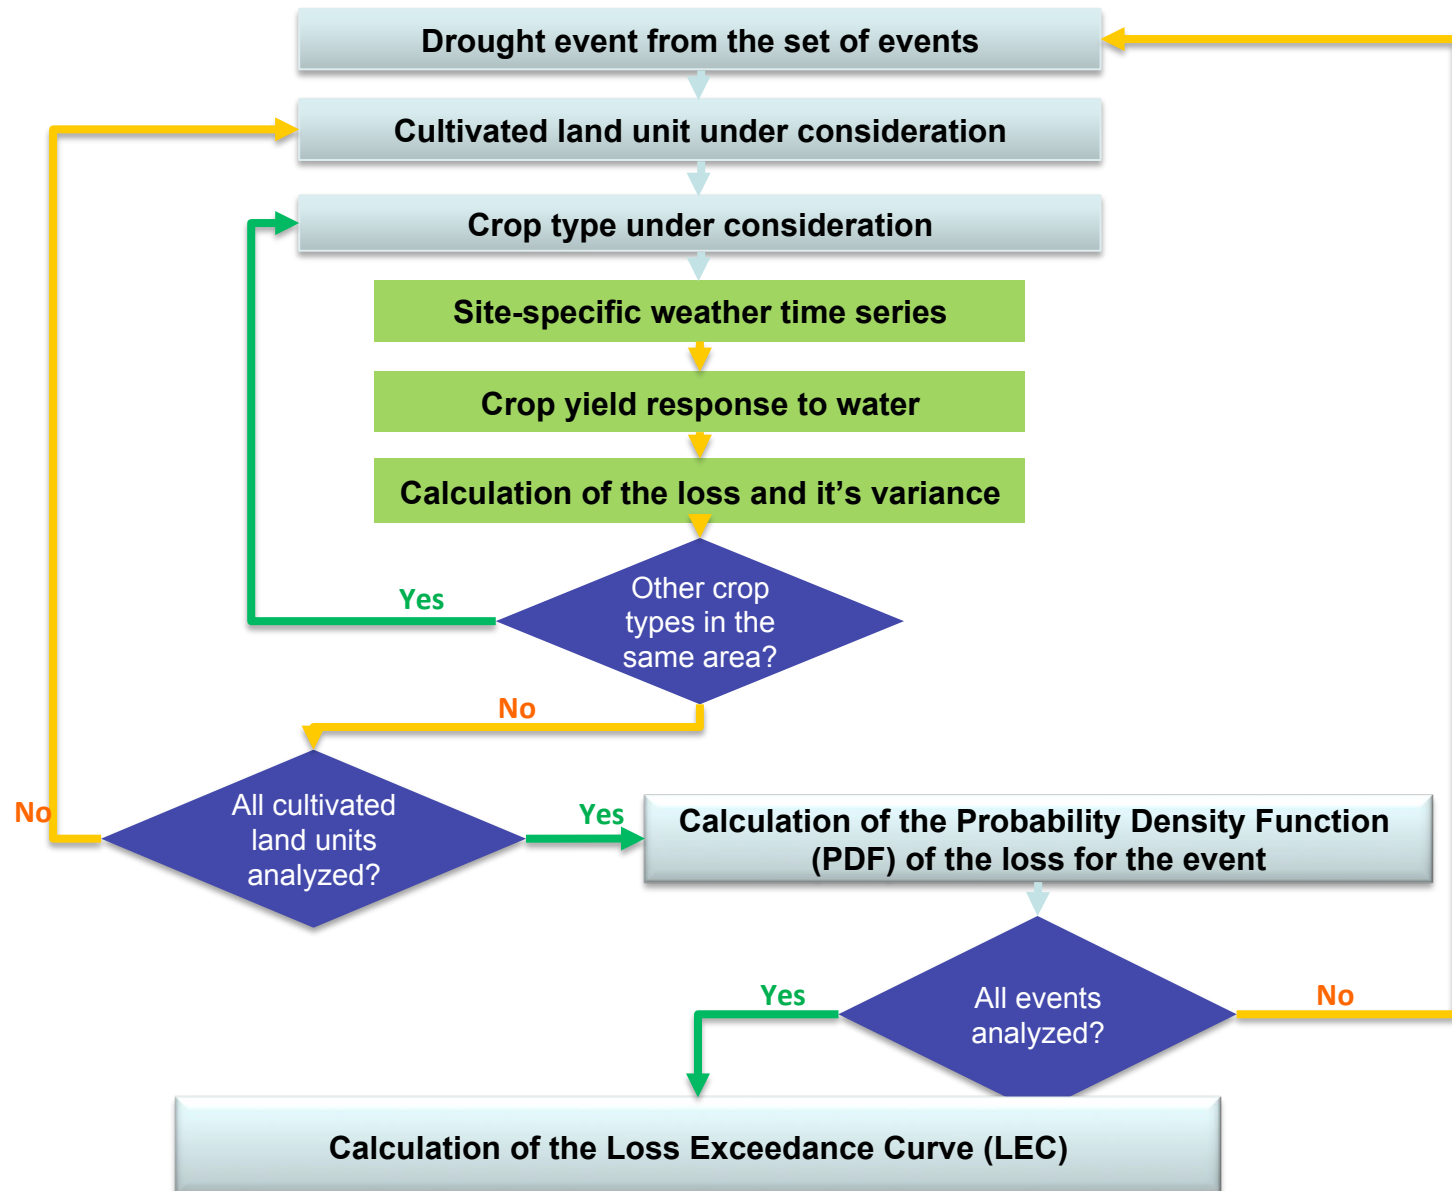 Drought event from the set of events
Cultivated land unit under consideration
Crop type under consideration
Site-specific weather time series
Crop yield response to water
Calculation of the loss and it’s variance
Other crop
types in the
same area?
Yes
No
All cultivated
land units
analyzed?
No
Yes
Calculation of the Probability Density Function
(PDF) of the loss for the event
All events
analyzed?
Yes
No
Calculation of the Loss Exceedance Curve (LEC)